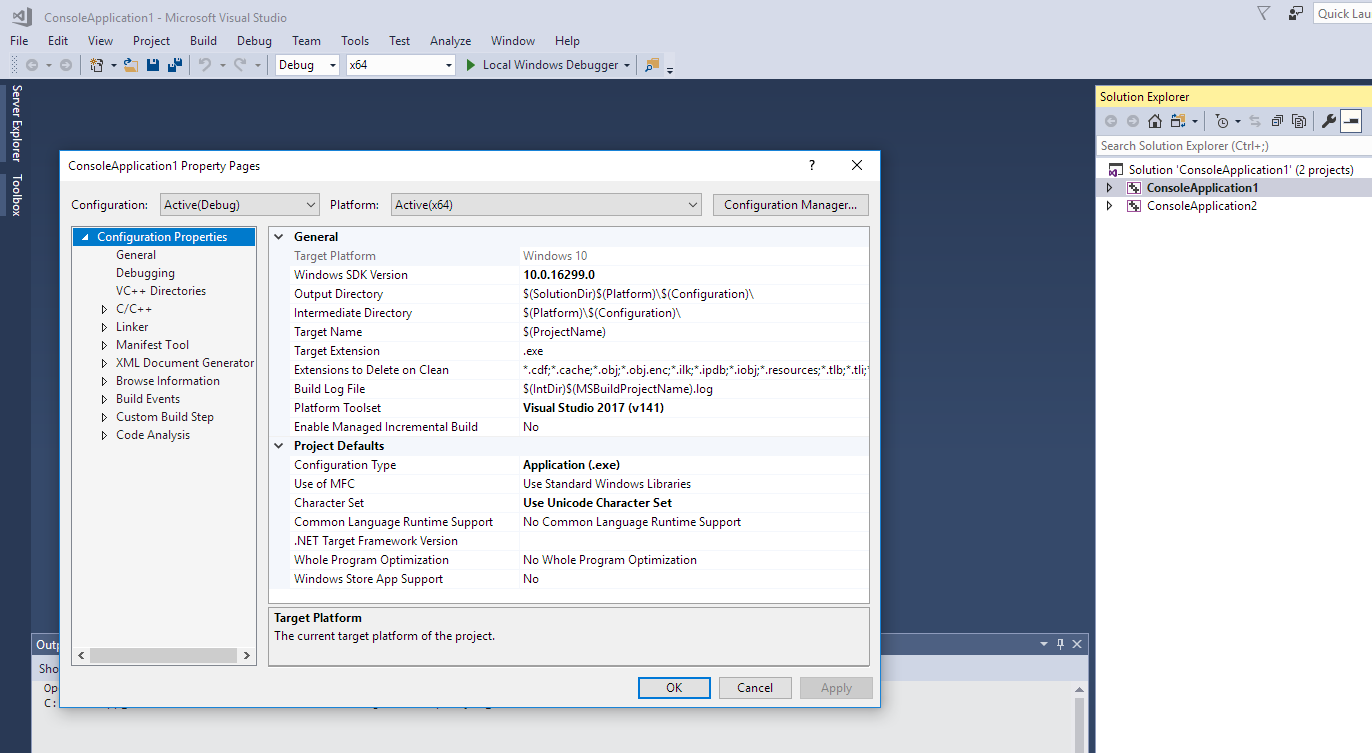 ConsoleApplication1 - Microsoft Visual Studio
Quick Lau
File Edit View Project Build Debug Team Tools Test Analyze Window Help
Debug x64 Local Windows Debugger
Server Explorer
Toolbox
Solution Explorer
Search Solution Explorer (Ctrl+;)
Solution 'ConsoleApplication1' (2 projects)
ConsoleApplication1
ConsoleApplication2
ConsoleApplication1 Property Pages ?
Configuration: Active(Debug) Platform: Active(x64) Configuration Manager...
Configuration Properties
General
Debugging
VC++ Directories
C/C++
Linker
Manifest Tool
XML Document Generator
Browse Information
Build Events
Custom Build Step
Code Analysis
General
Target Platform Windows 10
Windows SDK Version 10.0.16299.0
Output Directory $(SolutionDir)$(Platform)\$(Configuration)\
Intermediate Directory $(Platform)\$(Configuration)\
Target Name $(ProjectName)
Target Extension .exe
Extensions to Delete on Clean *.cdf;*.cache;*.obj;*.obj.enc;*.ilk;*.ipdb;*.iobj;*.resources;*.tlb;*.tli;*
Build Log File $(IntDir)$(MSBuildProjectName).log
Platform Toolset Visual Studio 2017 (v141)
Enable Managed Incremental Build No
Project Defaults
Configuration Type Application (.exe)
Use of MFC Use Standard Windows Libraries
Character Set Use Unicode Character Set
Common Language Runtime Support No Common Language Runtime Support
.NET Target Framework Version
Whole Program Optimization No Whole Program Optimization
Windows Store App Support No
Target Platform
The current target platform of the project.
OK Cancel Apply
Outp
Sho
Op
C: